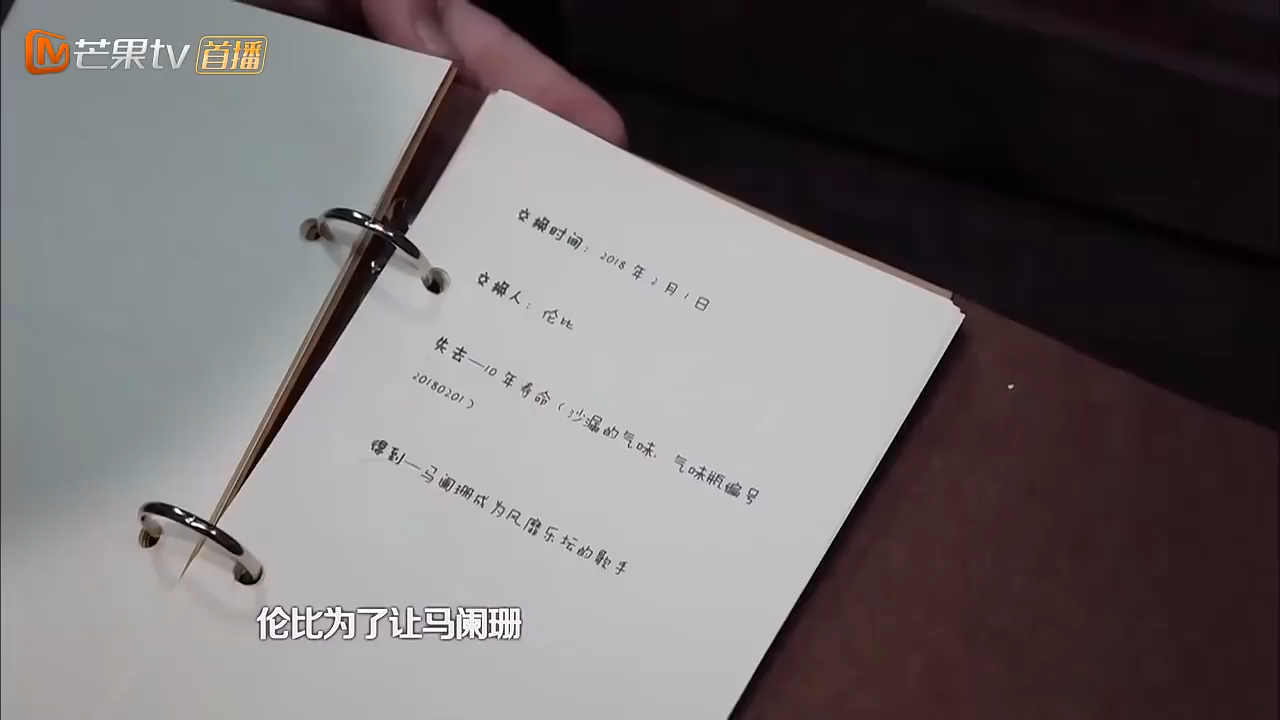 芒果tv 首播
交换时间：2018年2月1日
交换人：伦比
失去—10年寿命（沙漏的气味，气味瓶编号
20180201）
得到—马阑珊成为风靡乐坛的歌手
伦比为了让马阑珊